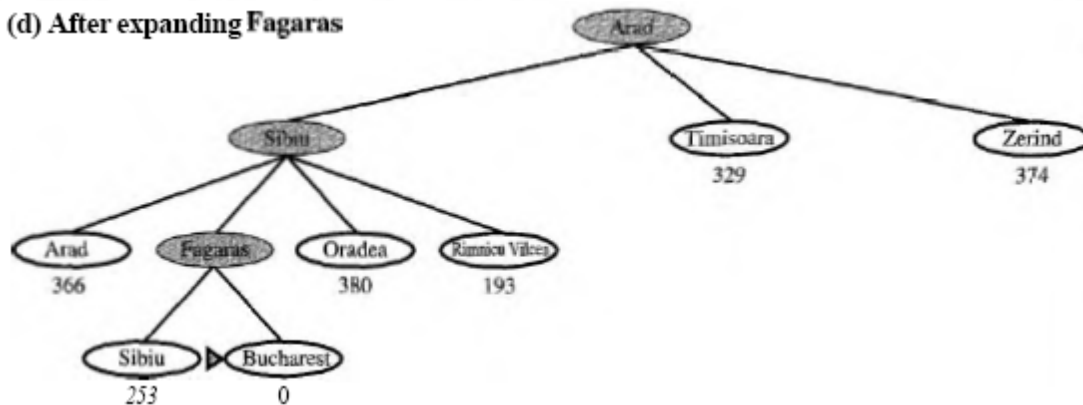 (d) After expanding Fagaras
Arad
Sibiu
Timisoara
Zerind
329
374
Arad
Fagaras
Oradea
Rimnicu Vilcea
366
380
193
Sibiu
Bucharest
253
0